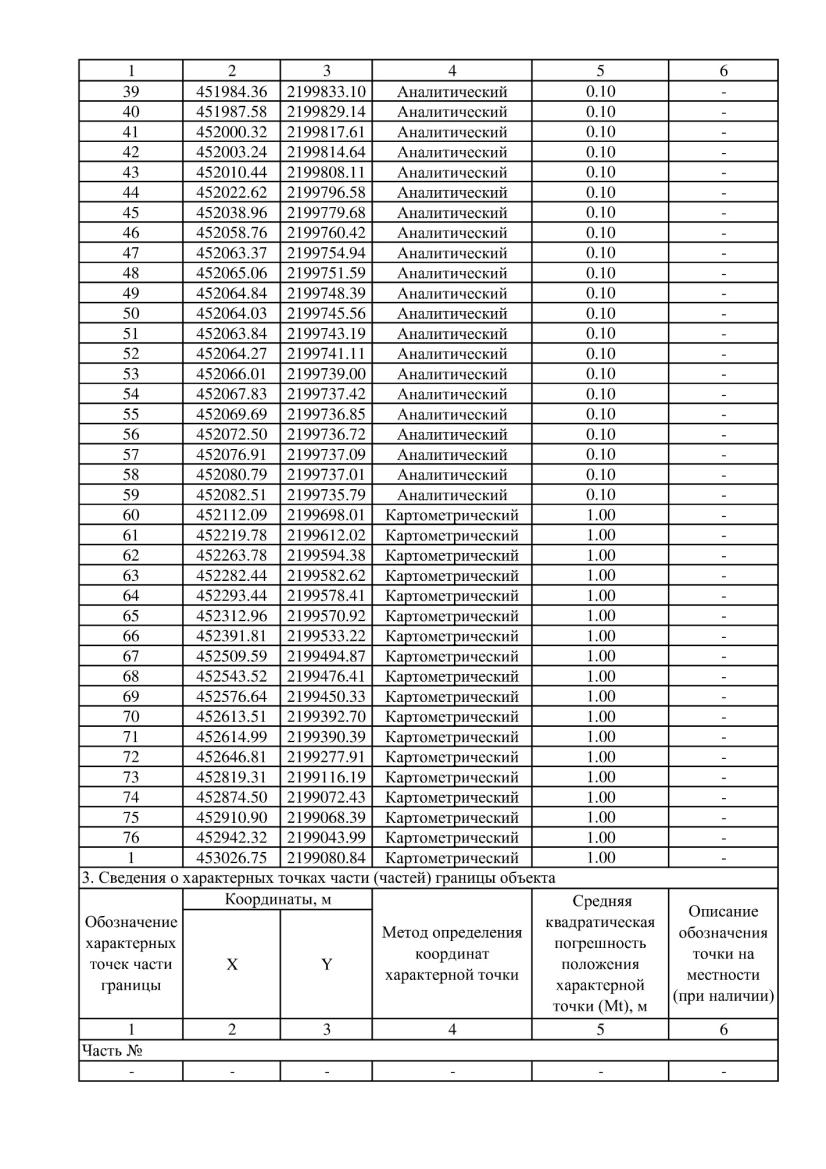 1 2 3 4 5 6
39 451984.36 2199833.10 Аналитический 0.10 -
40 451987.58 2199829.14 Аналитический 0.10 -
41 452000.32 2199817.61 Аналитический 0.10 -
42 452003.24 2199814.64 Аналитический 0.10 -
43 452010.44 2199808.11 Аналитический 0.10 -
44 452022.62 2199796.58 Аналитический 0.10 -
45 452038.96 2199779.68 Аналитический 0.10 -
46 452058.76 2199760.42 Аналитический 0.10 -
47 452063.37 2199754.94 Аналитический 0.10 -
48 452065.06 2199751.59 Аналитический 0.10 -
49 452064.84 2199748.39 Аналитический 0.10 -
50 452064.03 2199745.56 Аналитический 0.10 -
51 452063.84 2199743.19 Аналитический 0.10 -
52 452064.27 2199741.11 Аналитический 0.10 -
53 452066.01 2199739.00 Аналитический 0.10 -
54 452067.83 2199737.42 Аналитический 0.10 -
55 452069.69 2199736.85 Аналитический 0.10 -
56 452072.50 2199736.72 Аналитический 0.10 -
57 452076.91 2199737.09 Аналитический 0.10 -
58 452080.79 2199737.01 Аналитический 0.10 -
59 452082.51 2199735.79 Аналитический 0.10 -
60 452112.09 2199698.01 Картометрический 1.00 -
61 452219.78 2199612.02 Картометрический 1.00 -
62 452263.78 2199594.38 Картометрический 1.00 -
63 452282.44 2199582.62 Картометрический 1.00 -
64 452293.44 2199578.41 Картометрический 1.00 -
65 452312.96 2199570.92 Картометрический 1.00 -
66 452391.81 2199533.22 Картометрический 1.00 -
67 452509.59 2199494.87 Картометрический 1.00 -
68 452543.52 2199476.41 Картометрический 1.00 -
69 452576.64 2199450.33 Картометрический 1.00 -
70 452613.51 2199392.70 Картометрический 1.00 -
71 452614.99 2199390.39 Картометрический 1.00 -
72 452646.81 2199277.91 Картометрический 1.00 -
73 452819.31 2199116.19 Картометрический 1.00 -
74 452874.50 2199072.43 Картометрический 1.00 -
75 452910.90 2199068.39 Картометрический 1.00 -
76 452942.32 2199043.99 Картометрический 1.00 -
1 453026.75 2199080.84 Картометрический 1.00 -
3. Сведения о характерных точках части (частей) границы объекта
Обозначение
характерных
точек части
границы
Координаты, м
X Y
Метод определения
координат
характерной точки
Средняя
квадратическая
погрешность
положения
характерной
точки (Mt), м
Описание
обозначения
точки на
местности
(при наличии)
1 2 3 4 5 6
Часть №
- - - - - -